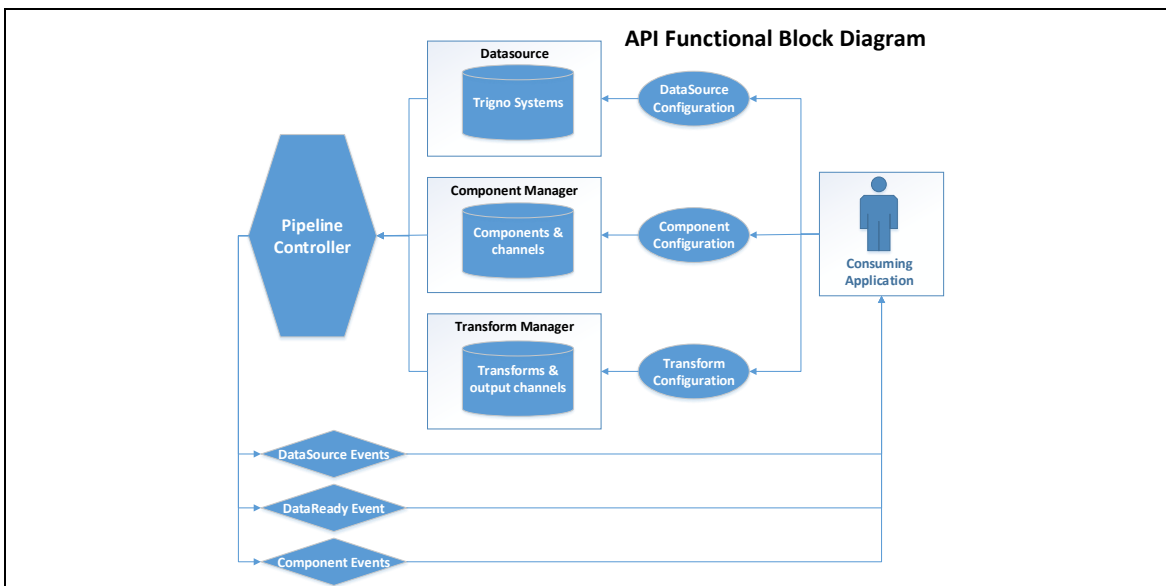 API Functional Block Diagram
Datasource
Trigno Systems
DataSource
Configuration
Component Manager
Components &
channels
Component
Configuration
Pipeline
Controller
Consuming
Application
Transform Manager
Transforms &
output channels
Transform
Configuration
DataSource Events
DataReady Event
Component Events